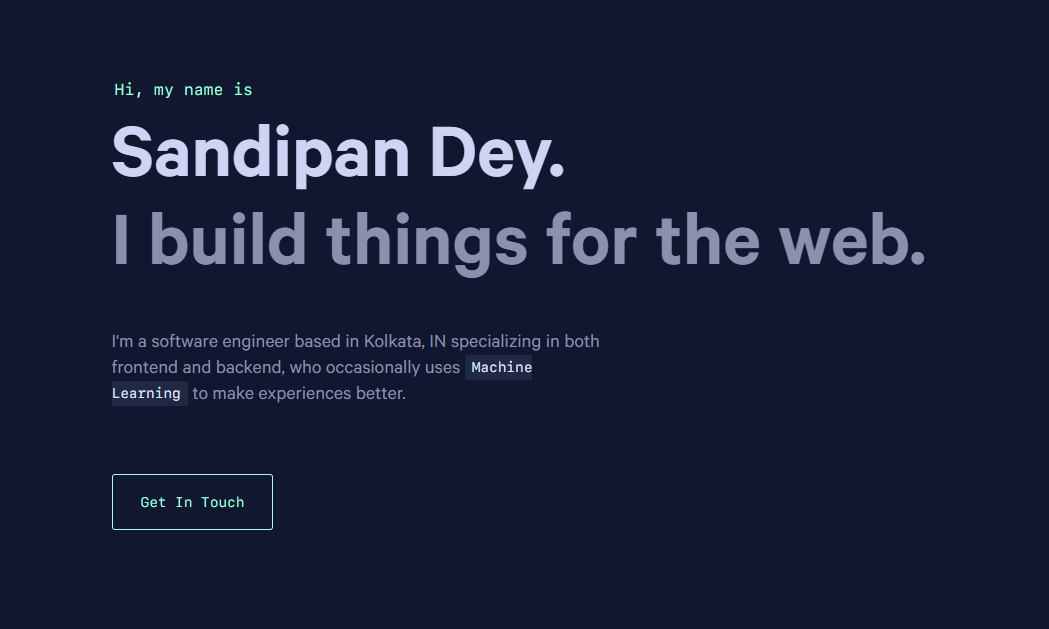 Hi, my name is
Sandipan Dey.
I build things for the web.
I'm a software engineer based in Kolkata, IN specializing in both
frontend and backend, who occasionally uses Machine
Learning to make experiences better.
Get In Touch